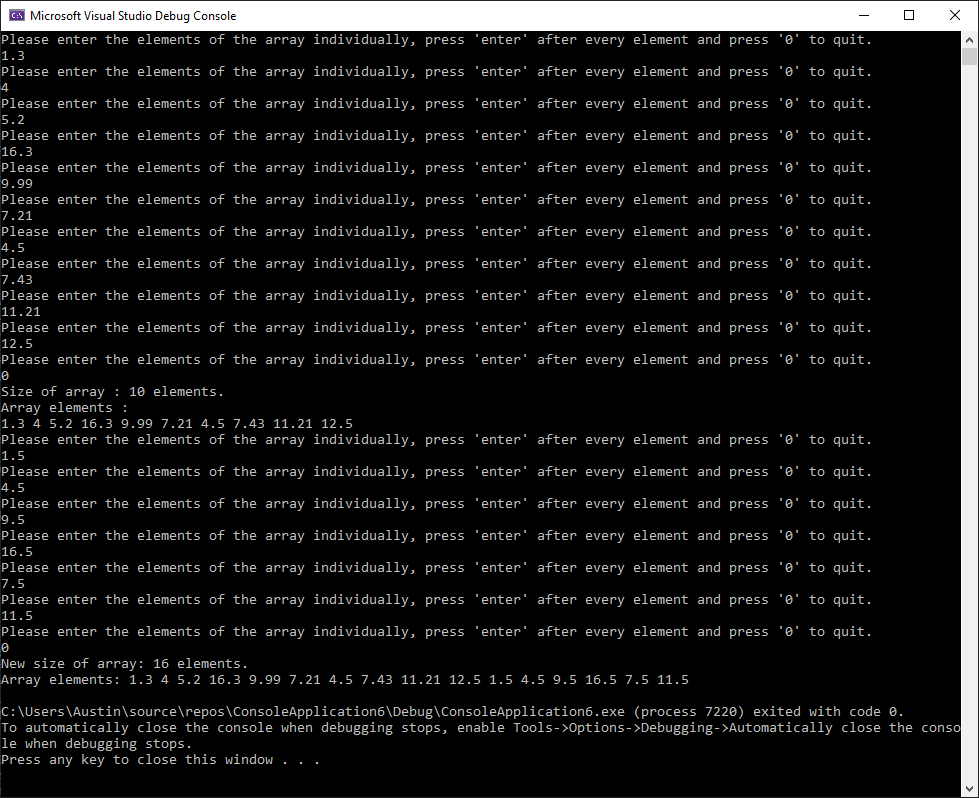 Microsoft Visual Studio Debug Console
Please enter the elements of the array individually, press 'enter' after every element and press '0' to quit.
1.3
Please enter the elements of the array individually, press 'enter' after every element and press '0' to quit.
4
Please enter the elements of the array individually, press 'enter' after every element and press '0' to quit.
5.2
Please enter the elements of the array individually, press 'enter' after every element and press '0' to quit.
16.3
Please enter the elements of the array individually, press 'enter' after every element and press '0' to quit.
9.99
Please enter the elements of the array individually, press 'enter' after every element and press '0' to quit.
7.21
Please enter the elements of the array individually, press 'enter' after every element and press '0' to quit.
4.5
Please enter the elements of the array individually, press 'enter' after every element and press '0' to quit.
7.43
Please enter the elements of the array individually, press 'enter' after every element and press '0' to quit.
11.21
Please enter the elements of the array individually, press 'enter' after every element and press '0' to quit.
12.5
Please enter the elements of the array individually, press 'enter' after every element and press '0' to quit.
0
Size of array : 10 elements.
Array elements :
1.3 4 5.2 16.3 9.99 7.21 4.5 7.43 11.21 12.5
Please enter the elements of the array individually, press 'enter' after every element and press '0' to quit.
1.5
Please enter the elements of the array individually, press 'enter' after every element and press '0' to quit.
4.5
Please enter the elements of the array individually, press 'enter' after every element and press '0' to quit.
9.5
Please enter the elements of the array individually, press 'enter' after every element and press '0' to quit.
16.5
Please enter the elements of the array individually, press 'enter' after every element and press '0' to quit.
7.5
Please enter the elements of the array individually, press 'enter' after every element and press '0' to quit.
11.5
Please enter the elements of the array individually, press 'enter' after every element and press '0' to quit.
0
New size of array: 16 elements.
Array elements: 1.3 4 5.2 16.3 9.99 7.21 4.5 7.43 11.21 12.5 1.5 4.5 9.5 16.5 7.5 11.5
C:\Users\Austin\source\repos\ConsoleApplication6\Debug\ConsoleApplication6.exe (process 7220) exited with code 0.
To automatically close the console when debugging stops, enable Tools->Options->Debugging->Automatically close the conso
le when debugging stops.
Press any key to close this window . . .